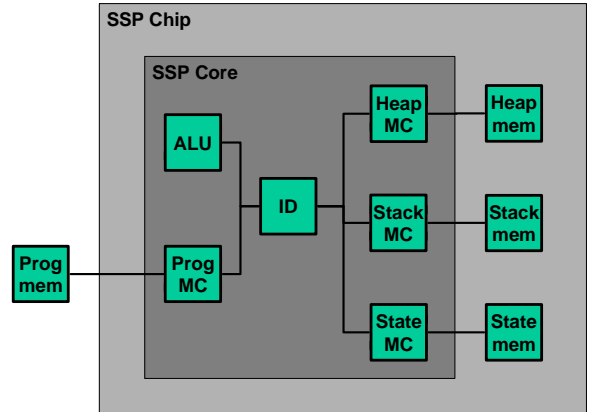 SSP Chip
SSP Core
Heap
MC
Heap
mem
ALU
ID
Stack
MC
Stack
mem
Prog
mem
Prog
MC
State
MC
State
mem